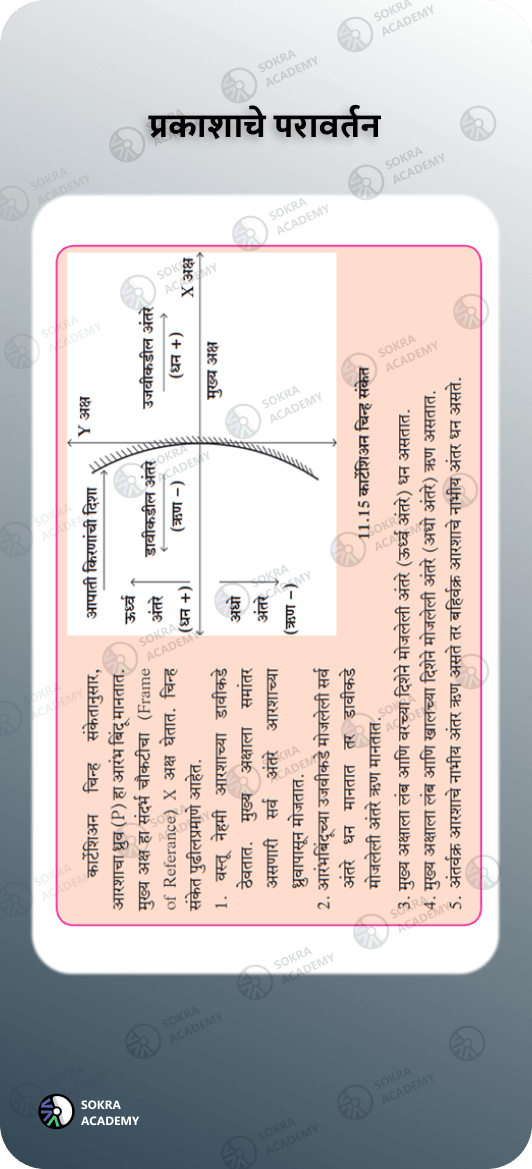 प्रकाशाचे परावर्तन
कार्टेशिअन चिन्ह संकेतानुसार,
आरशाचा ध्रुव (P) हा आरंभ बिंदू मानतात.
मुख्य अक्ष हा संदर्भ चौकटीचा (Frame
of Referance) X अक्ष घेतात. चिन्ह
संकेत पुढीलप्रमाणे आहेत.
1. वस्तू नेहमी आरशाच्या डावीकडे
ठेवतात. मुख्य अक्षाला समांतर
असणारी सर्व अंतरे आरशाच्या
ध्रुवापासून मोजतात.
2. आरंभबिंदूच्या उजवीकडे मोजलेली सर्व
अंतरे धन मानतात तर डावीकडे
मोजलेली अंतरे ऋण मानतात.
आपाती किरणांची दिशा
Y अक्ष
ऊर्ध्व
अंतरे
(धन +)
डावीकडील अंतरे
(ऋण −)
उजवीकडील अंतरे
(धन +)
X अक्ष
मुख्य अक्ष
अधो
अंतरे
(ऋण −)
11.15 कार्टेशिअन चिन्ह संकेत
3. मुख्य अक्षाला लंब आणि वरच्या दिशेने मोजलेली अंतरे (ऊर्ध्व अंतरे) धन असतात.
4. मुख्य अक्षाला लंब आणि खालच्या दिशेने मोजलेली अंतरे (अधो अंतरे) ऋण असतात.
5. अंतर्वक्र आरशाचे नाभीय अंतर ऋण असते तर बहिर्वक्र आरशाचे नाभीय अंतर धन असते.
SOKRA
ACADEMY